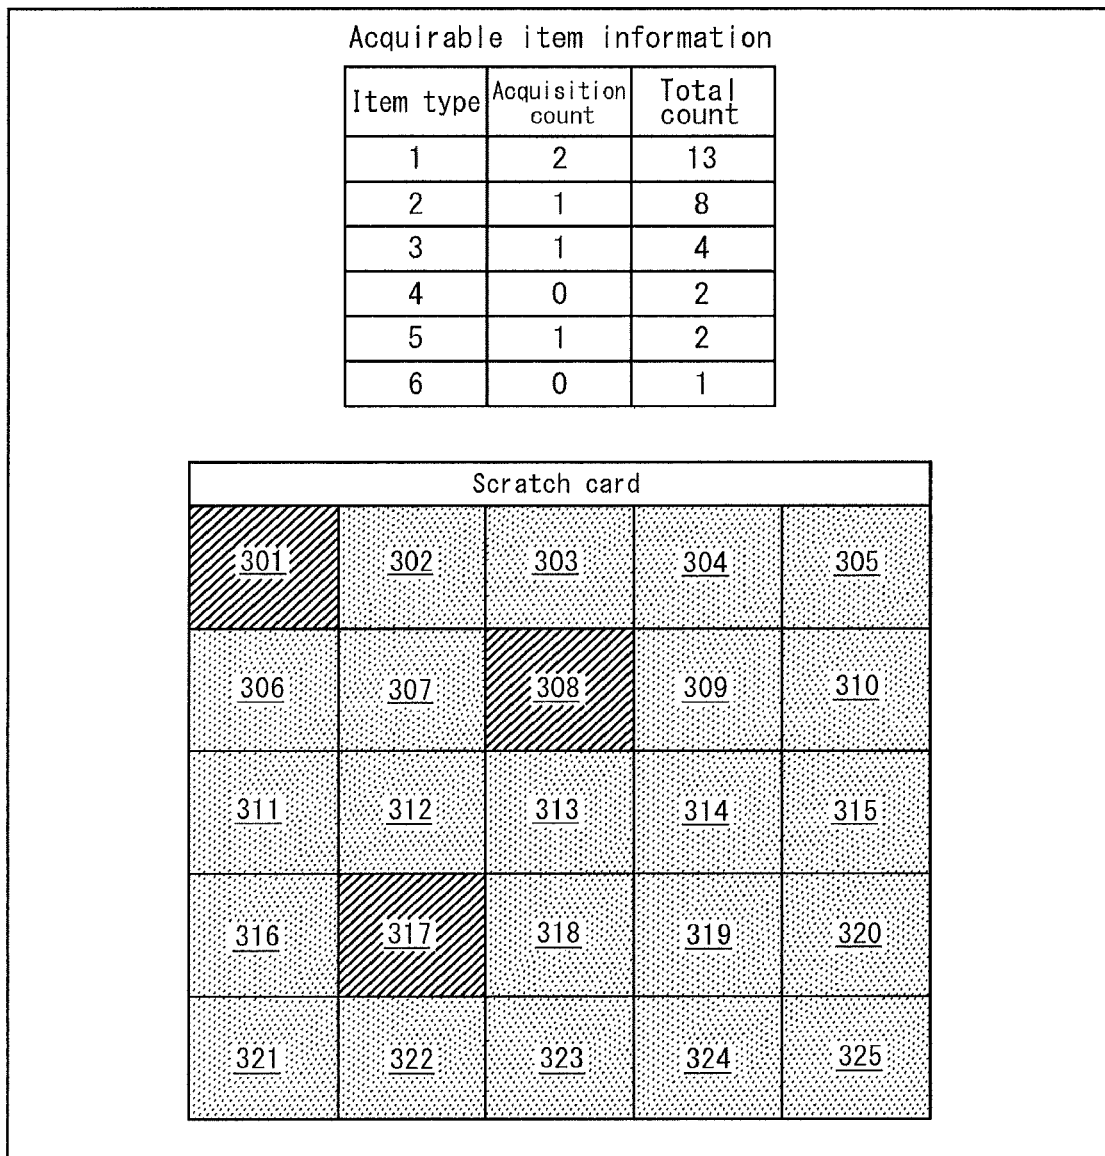 Acquirable item information
Item type Acquisition count Total count
1 2 13
2 1 8
3 1 4
4 0 2
5 1 2
6 0 1
Scratch card
301 302 303 304 305
306 307 308 309 310
311 312 313 314 315
316 317 318 319 320
321 322 323 324 325